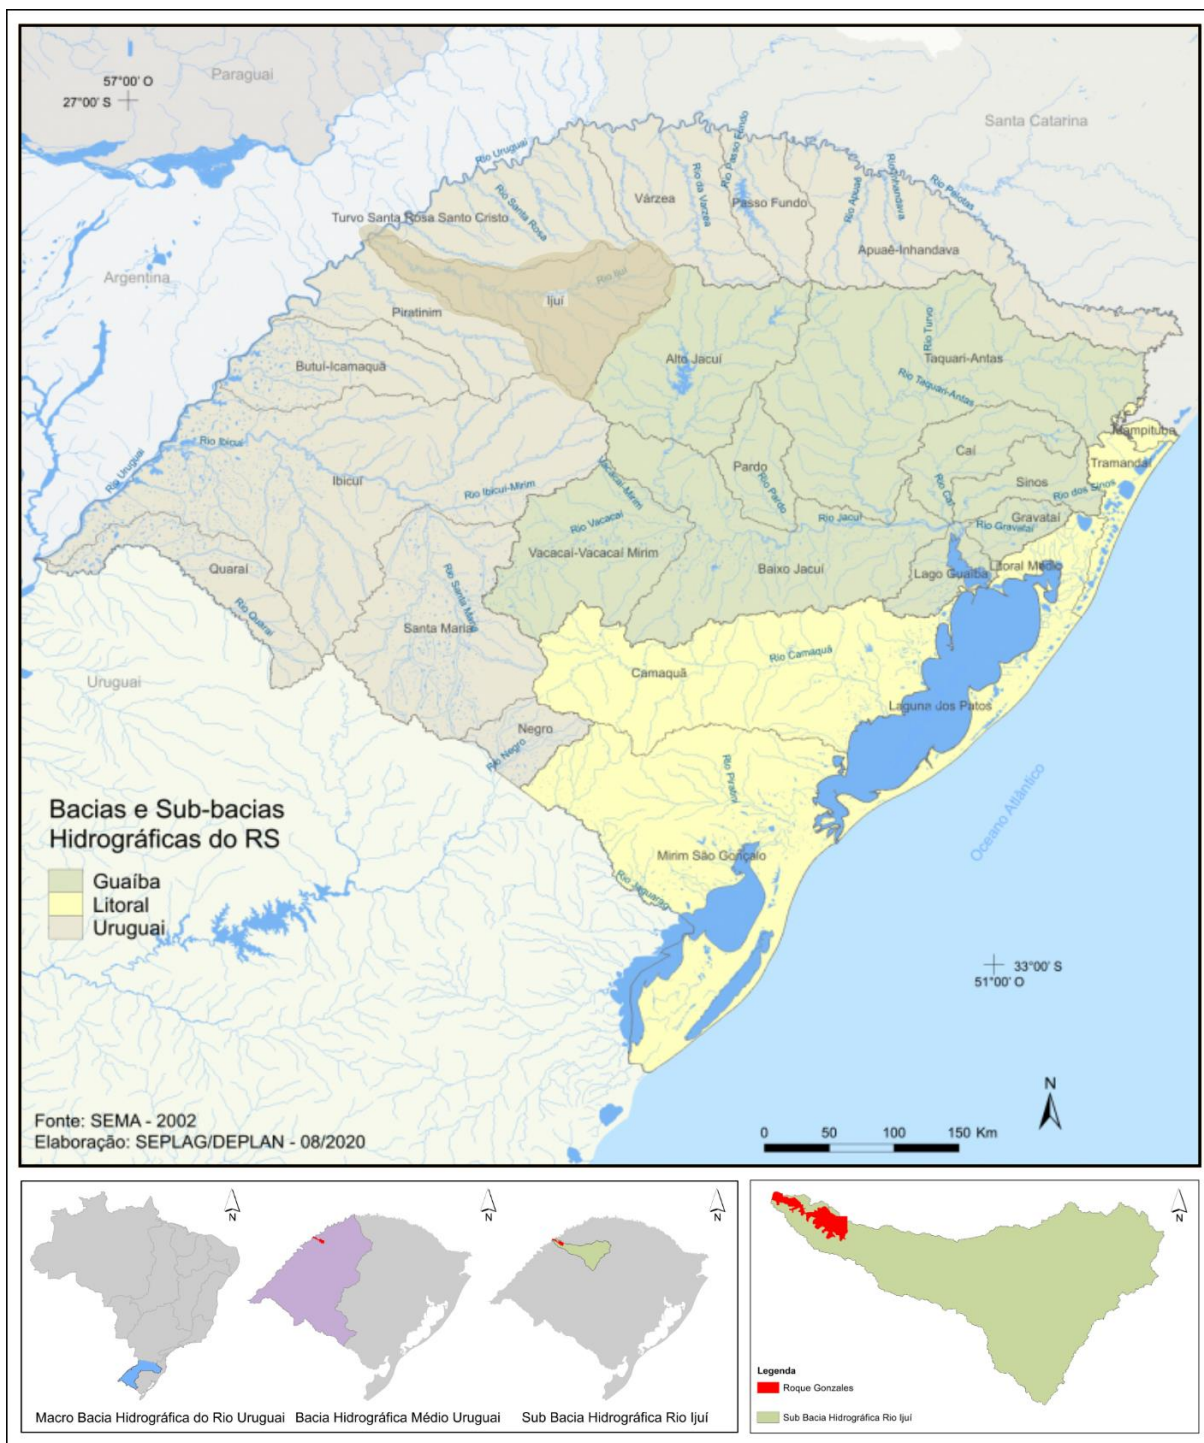 Paraguai
57°00' O
27°00' S
Santa Catarina
Rio Uruguai
Rio Passo Fundo
Rio Inhandava
Rio Pelotas
Rio Santa Rosa
Várzea
Rio da Varzea
Passo Fundo
Rio Apuaê
Turvo Santa Rosa Santo Cristo
Apuaê-Inhandava
Argentina
Rio Ijuí
Ijuí
Piratinim
Rio Turvo
Butuí-Icamaquã
Alto Jacuí
Taquari-Antas
Rio Taquari-Antas
Mampituba
Rio Ibicuí
Rio Uruguai
Caí
Tramandaí
Ibicuí
Vacacaí-Mirim
Pardo
Rio Pardo
Rio Caí
Sinos
Rio dos Sinos
Rio Ibicuí-Mirim
Rio Vacacaí
Rio Jacuí
Gravataí
Rio Gravataí
Vacacaí-Vacacaí Mirim
Baixo Jacuí
Lago Guaíba
Litoral Médio
Quaraí
Rio Quaraí
Rio Santa Maria
Santa Maria
Uruguai
Camaquã
Rio Camaquã
Laguna dos Patos
Negro
Rio Negro
Rio Piratini
Oceano Atlântico
Bacias e Sub-bacias
Hidrográficas do RS
Guaíba
Litoral
Uruguai
Mirim São Gonçalo
Rio Jaguarão
33°00' S
51°00' O
N
Fonte: SEMA - 2002
Elaboração: SEPLAG/DEPLAN - 08/2020
0 50 100 150 Km
N
N
N
N
Macro Bacia Hidrográfica do Rio Uruguai
Bacia Hidrográfica Médio Uruguai
Sub Bacia Hidrográfica Rio Ijuí
Legenda
Roque Gonzales
Sub Bacia Hidrográfica Rio Ijuí